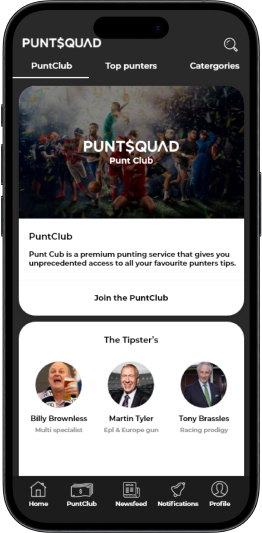 PUNT$QUAD
PuntClub Top punters Catergories
PUNT$QUAD
Punt Club
PuntClub
Punt Cub is a premium punting service that gives you
unprecedented access to all your favourite punters tips.
Join the PuntClub
The Tipster's
Billy Brownless Martin Tyler Tony Brassles
Multi specialist Epl & Europe gun Racing prodigy
Home PuntClub Newsfeed Notifications Profile